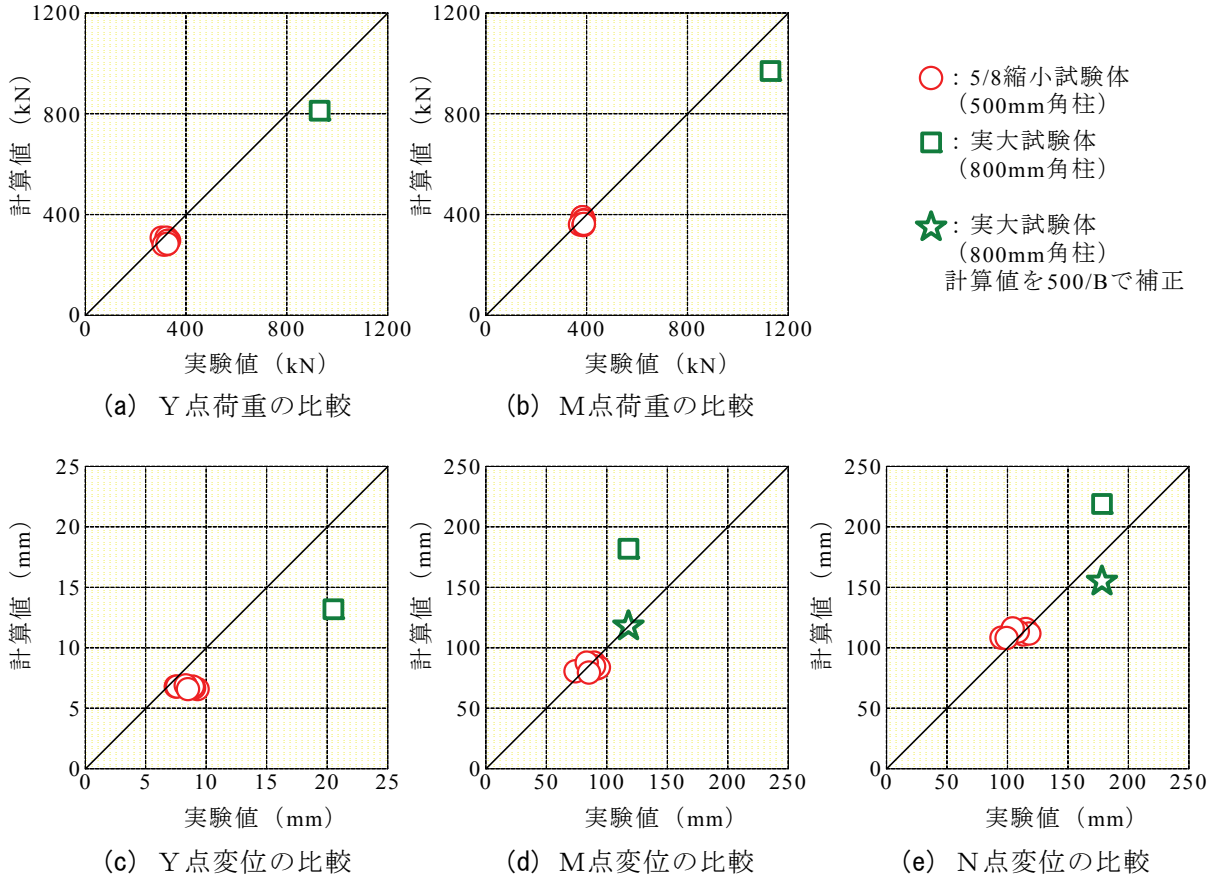 1200
800
400
0
計算値（kN）
0
400
800
1200
実験値（kN）
(a) Ｙ点荷重の比較
1200
800
400
0
計算値（kN）
0
400
800
1200
実験値（kN）
(b) Ｍ点荷重の比較
：5/8縮小試験体
（500mm角柱）
：実大試験体
（800mm角柱）
：実大試験体
（800mm角柱）
計算値を500/Bで補正
25
20
15
10
5
0
計算値（mm）
0
5
10
15
20
25
実験値（mm）
(c) Ｙ点変位の比較
250
200
150
100
50
0
計算値（mm）
0
50
100
150
200
250
実験値（mm）
(d) Ｍ点変位の比較
250
200
150
100
50
0
計算値（mm）
0
50
100
150
200
250
実験値（mm）
(e) Ｎ点変位の比較